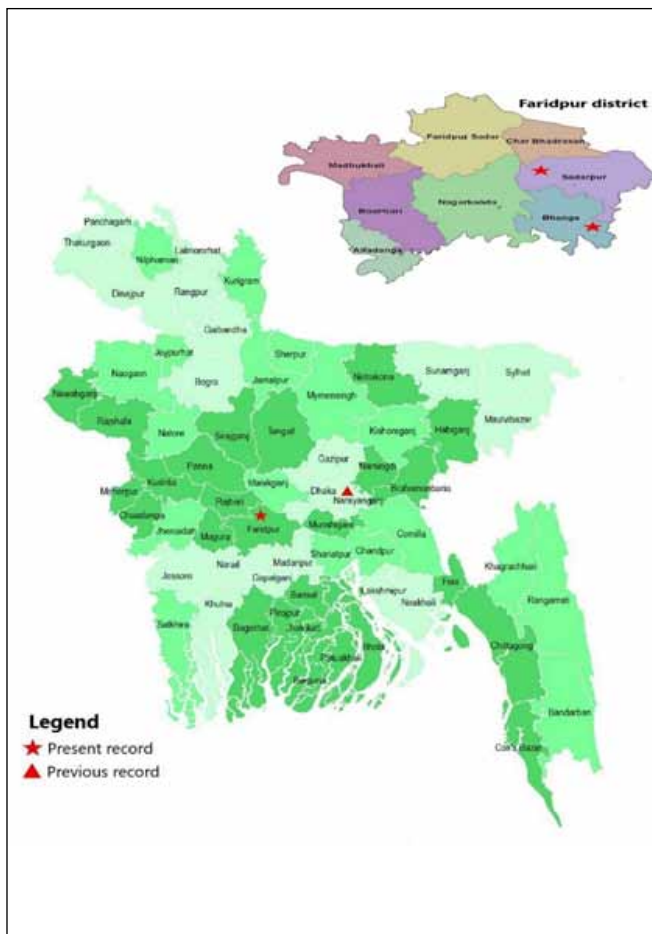 Faridpur district
Faridpur Sadar
Char Bhadrasan
Madhukhali
Sadarpur
Boalmari
Nagarkanda
Bhanga
Alfadanga
Panchagarh
Thakurgaon
Lalmonirhat
Nilphamari
Kurigram
Dinajpur
Rangpur
Gaibandha
Joypurhat
Sherpur
Sunamganj
Sylhet
Naogaon
Bogra
Jamalpur
Netrakona
Mymensingh
Nawabganj
Maulvibazar
Rajshahi
Natore
Sirajganj
Tangail
Kishoreganj
Habiganj
Gazipur
Pabna
Narsingdi
Kushtia
Manikganj
Dhaka
Brahamanbaria
Meherpur
Rajbari
Narayanganj
Chuadanga
Jhenaidah
Magura
Faridpur
Munshiganj
Comilla
Shariatpur
Chandpur
Madaripur
Khagrachhari
Jessore
Narail
Gopalganj
Feni
Rangamati
Khulna
Barisal
Lakshmipur
Noakhali
Satkhira
Pirojpur
Bagerhat
Jhalokati
Chittagong
Bhola
Patuakhali
Barguna
Bandarban
Cox's Bazar
Legend
Present record
Previous record